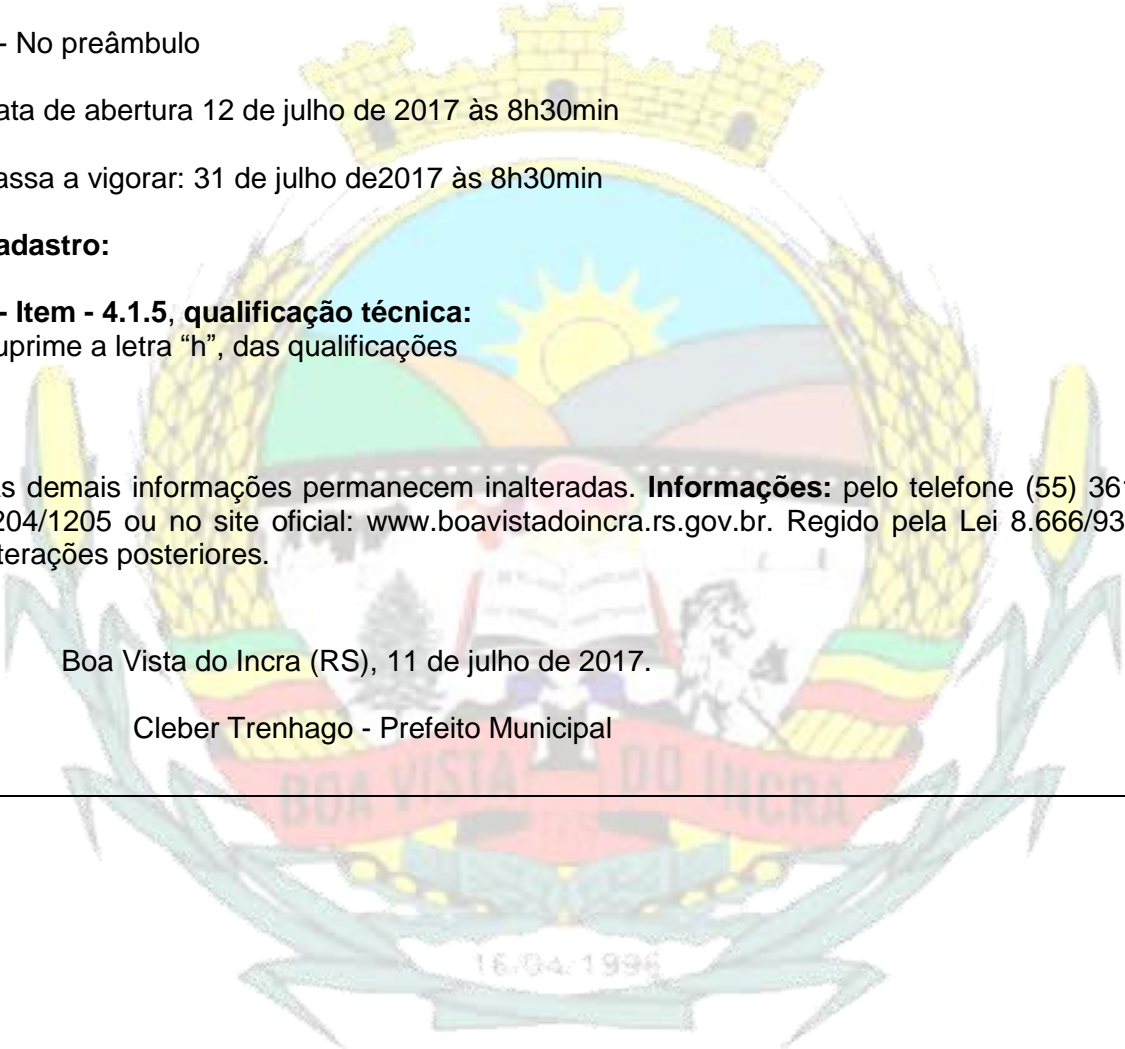 - No preâmbulo
ata de abertura 12 de julho de 2017 às 8h30min
assa a vigorar: 31 de julho de2017 às 8h30min
adastro:
- Item - 4.1.5, qualificação técnica:
uprime a letra “h”, das qualificações
s demais informações permanecem inalteradas. Informações: pelo telefone (55) 361
204/1205 ou no site oficial: www.boavistadoincra.rs.gov.br. Regido pela Lei 8.666/93
terações posteriores.
Boa Vista do Incra (RS), 11 de julho de 2017.
Cleber Trenhago - Prefeito Municipal
BOA VISTA DO INCRA
16/04/1996